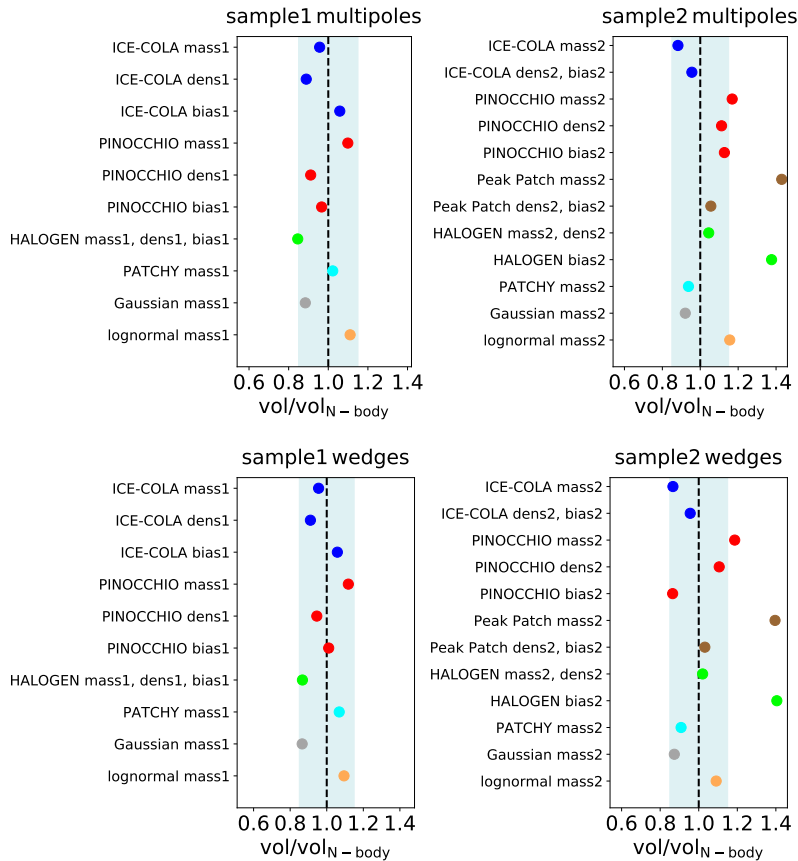 sample1 multipoles
ICE-COLA mass1
ICE-COLA dens1
ICE-COLA bias1
PINOCCHIO mass1
PINOCCHIO dens1
PINOCCHIO bias1
HALOGEN mass1, dens1, bias1
PATCHY mass1
Gaussian mass1
lognormal mass1
0.6 0.8 1.0 1.2 1.4
vol/vol_N−body
sample2 multipoles
ICE-COLA mass2
ICE-COLA dens2, bias2
PINOCCHIO mass2
PINOCCHIO dens2
PINOCCHIO bias2
Peak Patch mass2
Peak Patch dens2, bias2
HALOGEN mass2, dens2
HALOGEN bias2
PATCHY mass2
Gaussian mass2
lognormal mass2
0.6 0.8 1.0 1.2 1.4
vol/vol_N−body
sample1 wedges
ICE-COLA mass1
ICE-COLA dens1
ICE-COLA bias1
PINOCCHIO mass1
PINOCCHIO dens1
PINOCCHIO bias1
HALOGEN mass1, dens1, bias1
PATCHY mass1
Gaussian mass1
lognormal mass1
0.6 0.8 1.0 1.2 1.4
vol/vol_N−body
sample2 wedges
ICE-COLA mass2
ICE-COLA dens2, bias2
PINOCCHIO mass2
PINOCCHIO dens2
PINOCCHIO bias2
Peak Patch mass2
Peak Patch dens2, bias2
HALOGEN mass2, dens2
HALOGEN bias2
PATCHY mass2
Gaussian mass2
lognormal mass2
0.6 0.8 1.0 1.2 1.4
vol/vol_N−body